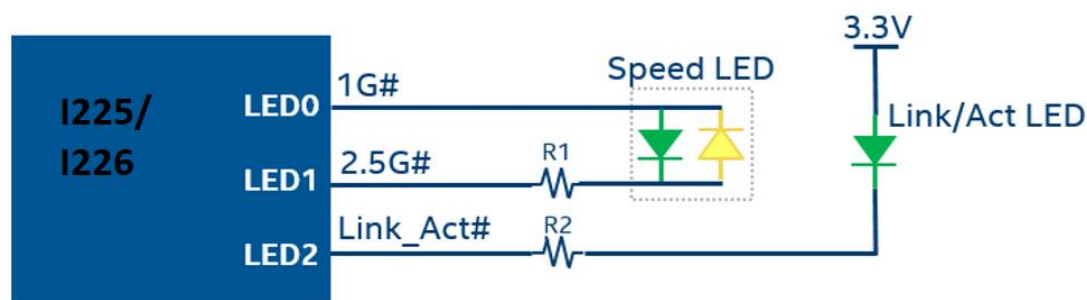 3.3V
Speed LED
1G#
I225/
I226
LED0
Link/Act LED
R1
2.5G#
LED1
Link_Act#
R2
LED2